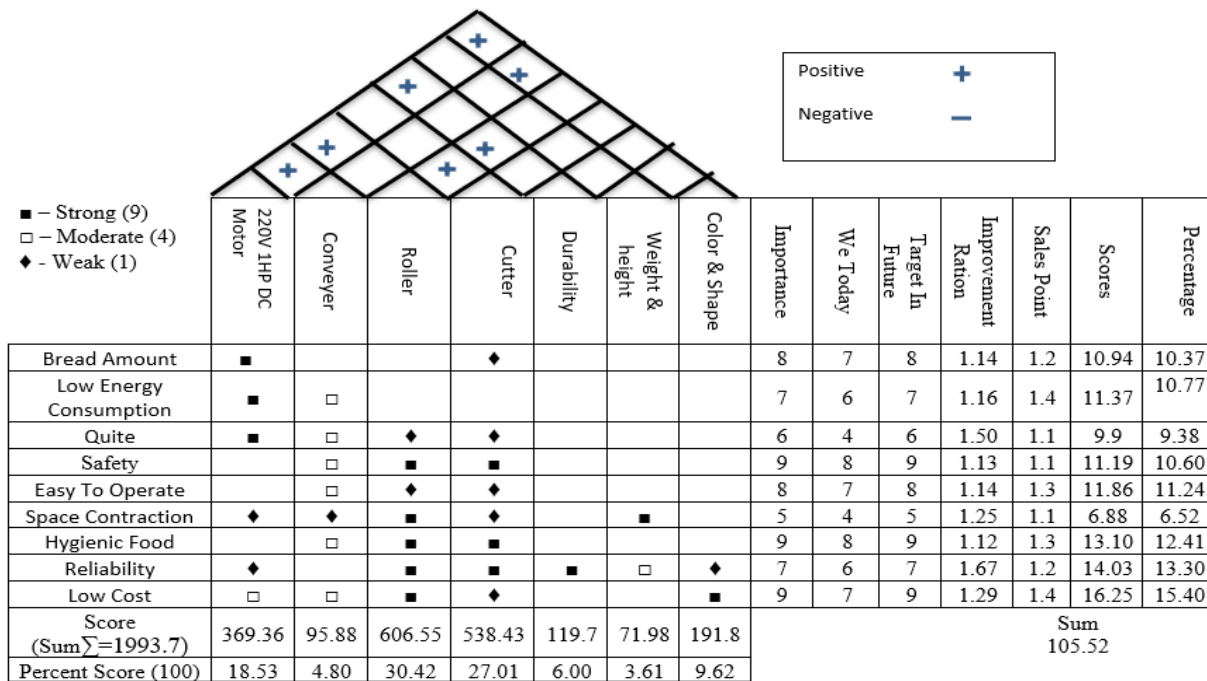 Positive +
Negative −
■ – Strong (9)
□ – Moderate (4)
♦ - Weak (1)
220V 1HP DC Motor
Conveyer
Roller
Cutter
Durability
Weight & height
Color & Shape
Importance
We Today
Target In Future
Improvement Ration
Sales Point
Scores
Percentage
Bread Amount ■ ♦ 8 7 8 1.14 1.2 10.94 10.37
Low Energy Consumption ■ □ 7 6 7 1.16 1.4 11.37 10.77
Quite ■ □ ♦ ♦ 6 4 6 1.50 1.1 9.9 9.38
Safety □ ■ ■ 9 8 9 1.13 1.1 11.19 10.60
Easy To Operate □ ♦ ♦ 8 7 8 1.14 1.3 11.86 11.24
Space Contraction ♦ ♦ ■ ♦ ■ 5 4 5 1.25 1.1 6.88 6.52
Hygienic Food □ ■ ■ 9 8 9 1.12 1.3 13.10 12.41
Reliability ♦ ■ ■ ■ □ ♦ 7 6 7 1.67 1.2 14.03 13.30
Low Cost □ □ ■ ♦ ■ 9 7 9 1.29 1.4 16.25 15.40
Score
(Sum∑=1993.7) 369.36 95.88 606.55 538.43 119.7 71.98 191.8
Sum
105.52
Percent Score (100) 18.53 4.80 30.42 27.01 6.00 3.61 9.62